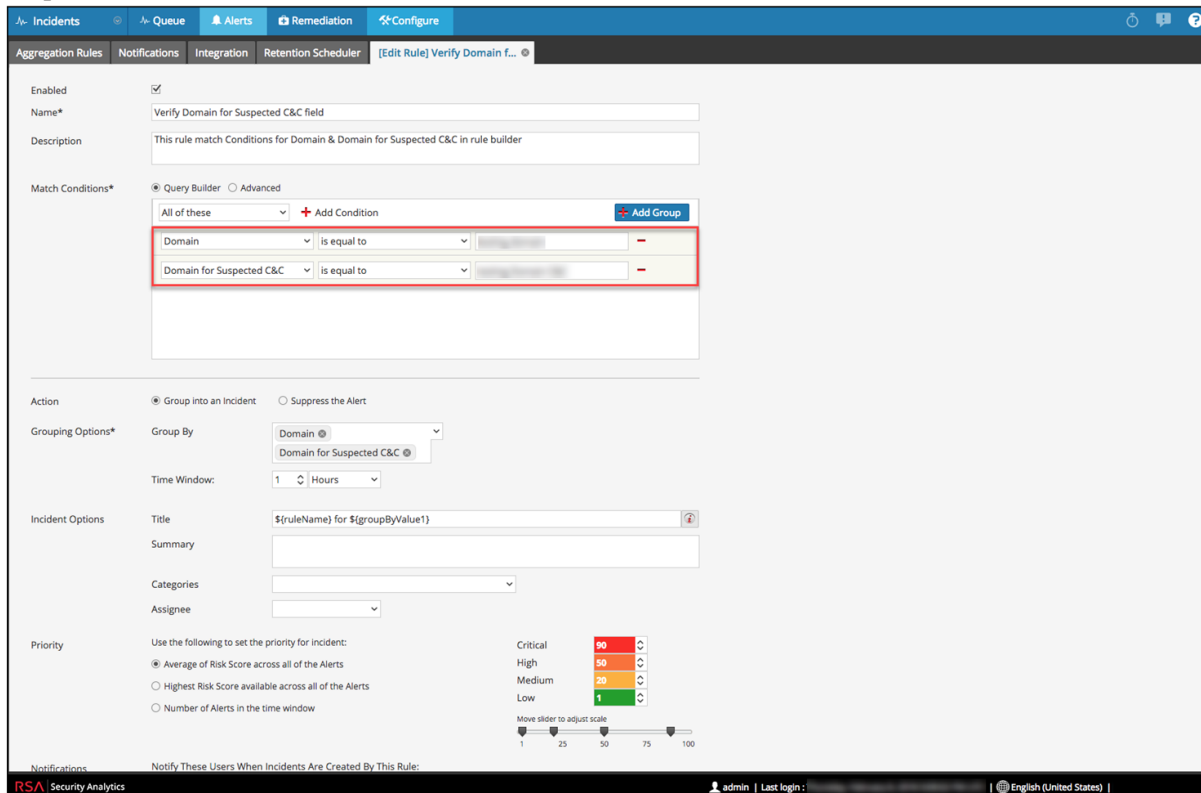 Incidents Queue Alerts Remediation Configure
Aggregation Rules Notifications Integration Retention Scheduler [Edit Rule] Verify Domain f...
Enabled
Name* Verify Domain for Suspected C&C field
Description This rule match Conditions for Domain & Domain for Suspected C&C in rule builder
Match Conditions* Query Builder Advanced
All of these Add Condition Add Group
Domain is equal to
Domain for Suspected C&C is equal to
Action Group into an Incident Suppress the Alert
Grouping Options* Group By Domain
Domain for Suspected C&C
Time Window: 1 Hours
Incident Options Title ${ruleName} for ${groupByValue1}
Summary
Categories
Assignee
Priority Use the following to set the priority for incident: Critical 90
Average of Risk Score across all of the Alerts High 50
Highest Risk Score available across all of the Alerts Medium 20
Number of Alerts in the time window Low 1
Move slider to adjust scale
1 25 50 75 100
Notifications Notify These Users When Incidents Are Created By This Rule:
RSA Security Analytics admin | Last login : | English (United States) |